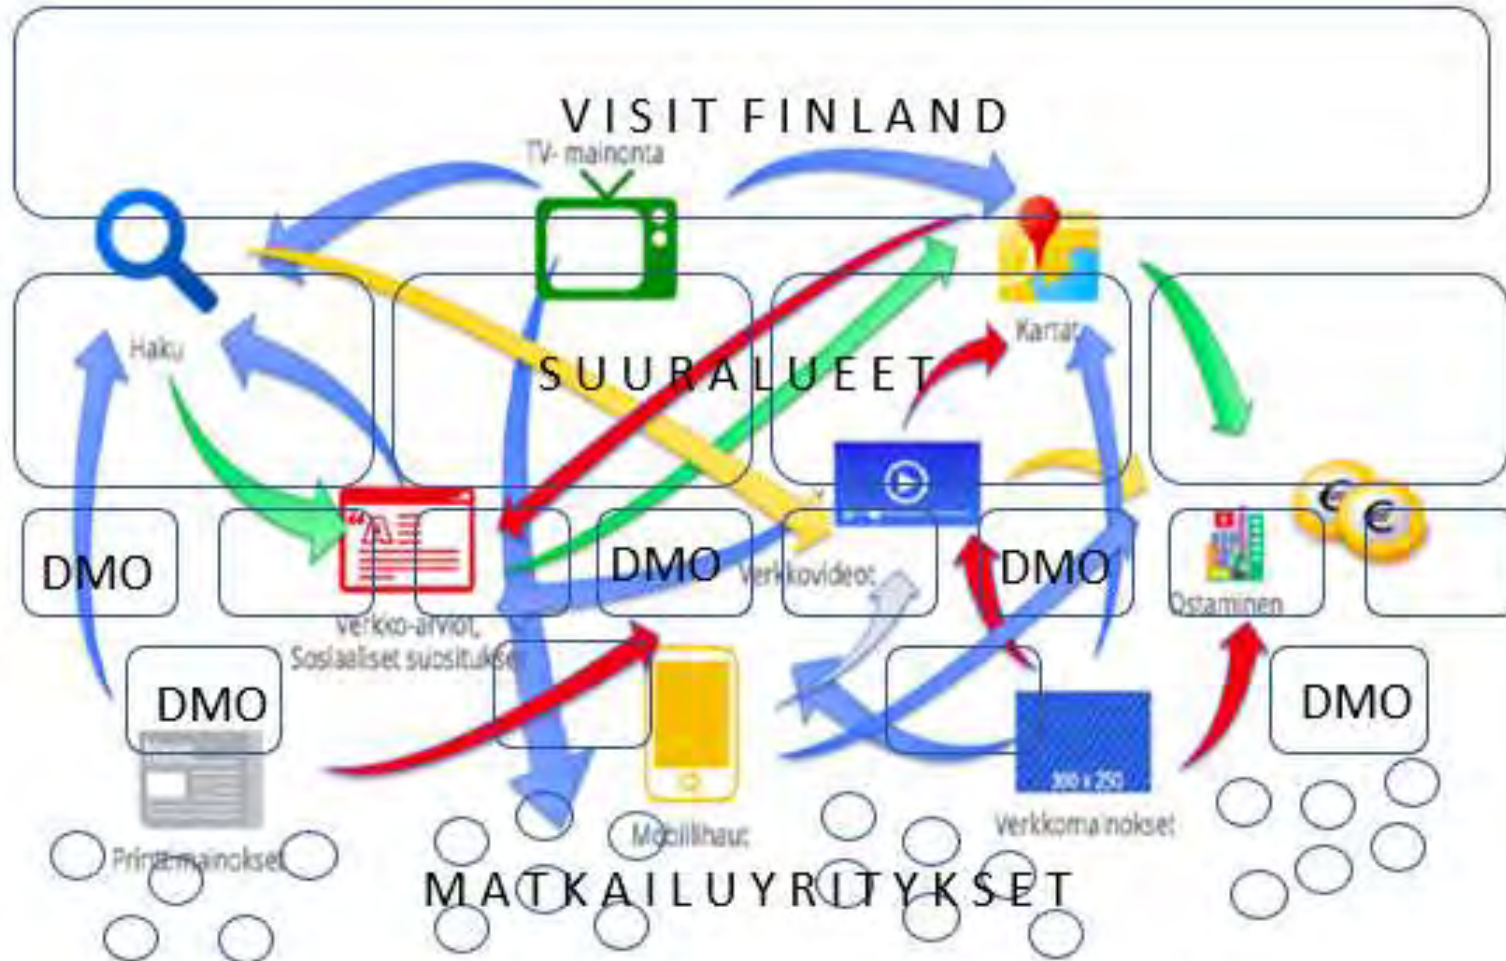 VISIT FINLAND
TV- mainonta
Haku
Kartat
SUURALUEET
DMO
DMO
Verkkovideot
DMO
Ostaminen
Verkko-arviot,
Sosiaaliset suositukset
DMO
DMO
300 x 250
Printtimainokset
Mobiilihaut
Verkkomainokset
MATKAILUYRITYKSET